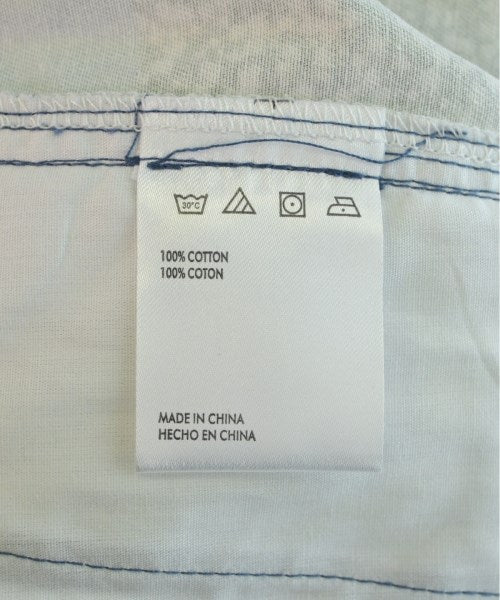 30°C
100% COTTON
100% COTON
MADE IN CHINA
HECHO EN CHINA